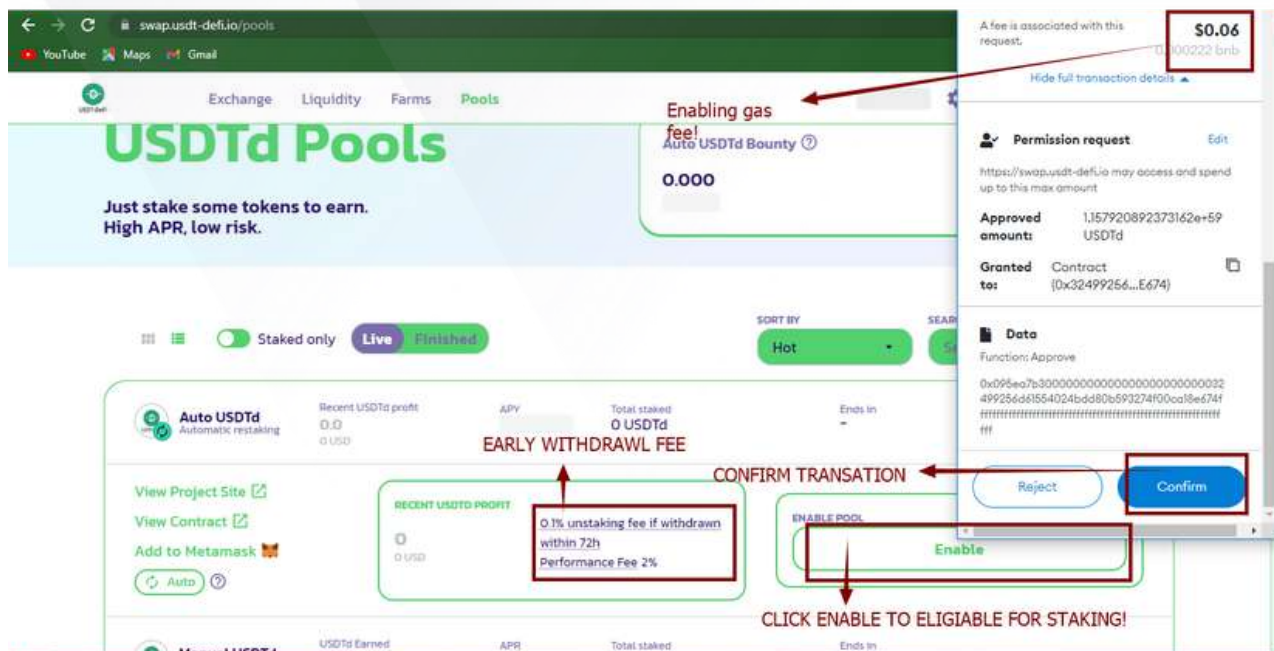 swap.usdt-defi.io/pools
YouTube Maps Gmail
Exchange Liquidity Farms Pools
USDTd Pools
Just stake some tokens to earn.
High APR, low risk.
Enabling gas
fee!
Auto USDTd Bounty
0.000
A fee is associated with this
request.
$0.06
0.000222 bnb
Hide full transaction details
Permission request Edit
https://swap.usdt-defi.io may access and spend
up to this max amount
Approved
amount:
1.157920892373162e+59
USDTd
Granted
to:
Contract
(0x32499256...E674)
Data
Function: Approve
Reject Confirm
Staked only Live Finished
SORT BY
Hot
Auto USDTd
Automatic restaking
Recent USDTd profit
0.0
0 USD
APY
Total staked
0 USDTd
Ends in
-
EARLY WITHDRAWL FEE
CONFIRM TRANSATION
View Project Site
View Contract
Add to Metamask
Auto
RECENT USDTD PROFIT
0
0 USD
0.1% unstaking fee if withdrawn
within 72h
Performance Fee 2%
ENABLE POOL
Enable
CLICK ENABLE TO ELIGIABLE FOR STAKING!
USDTd Earned APR Total staked Ends in